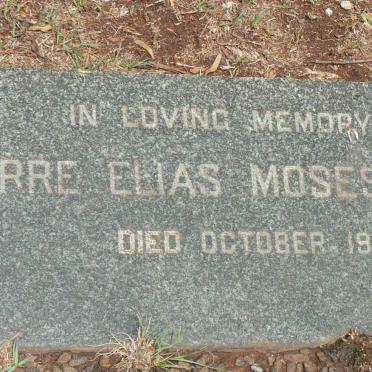 IN LOVING MEMORY
RRE ELIAS MOSES
DIED OCTOBER 19